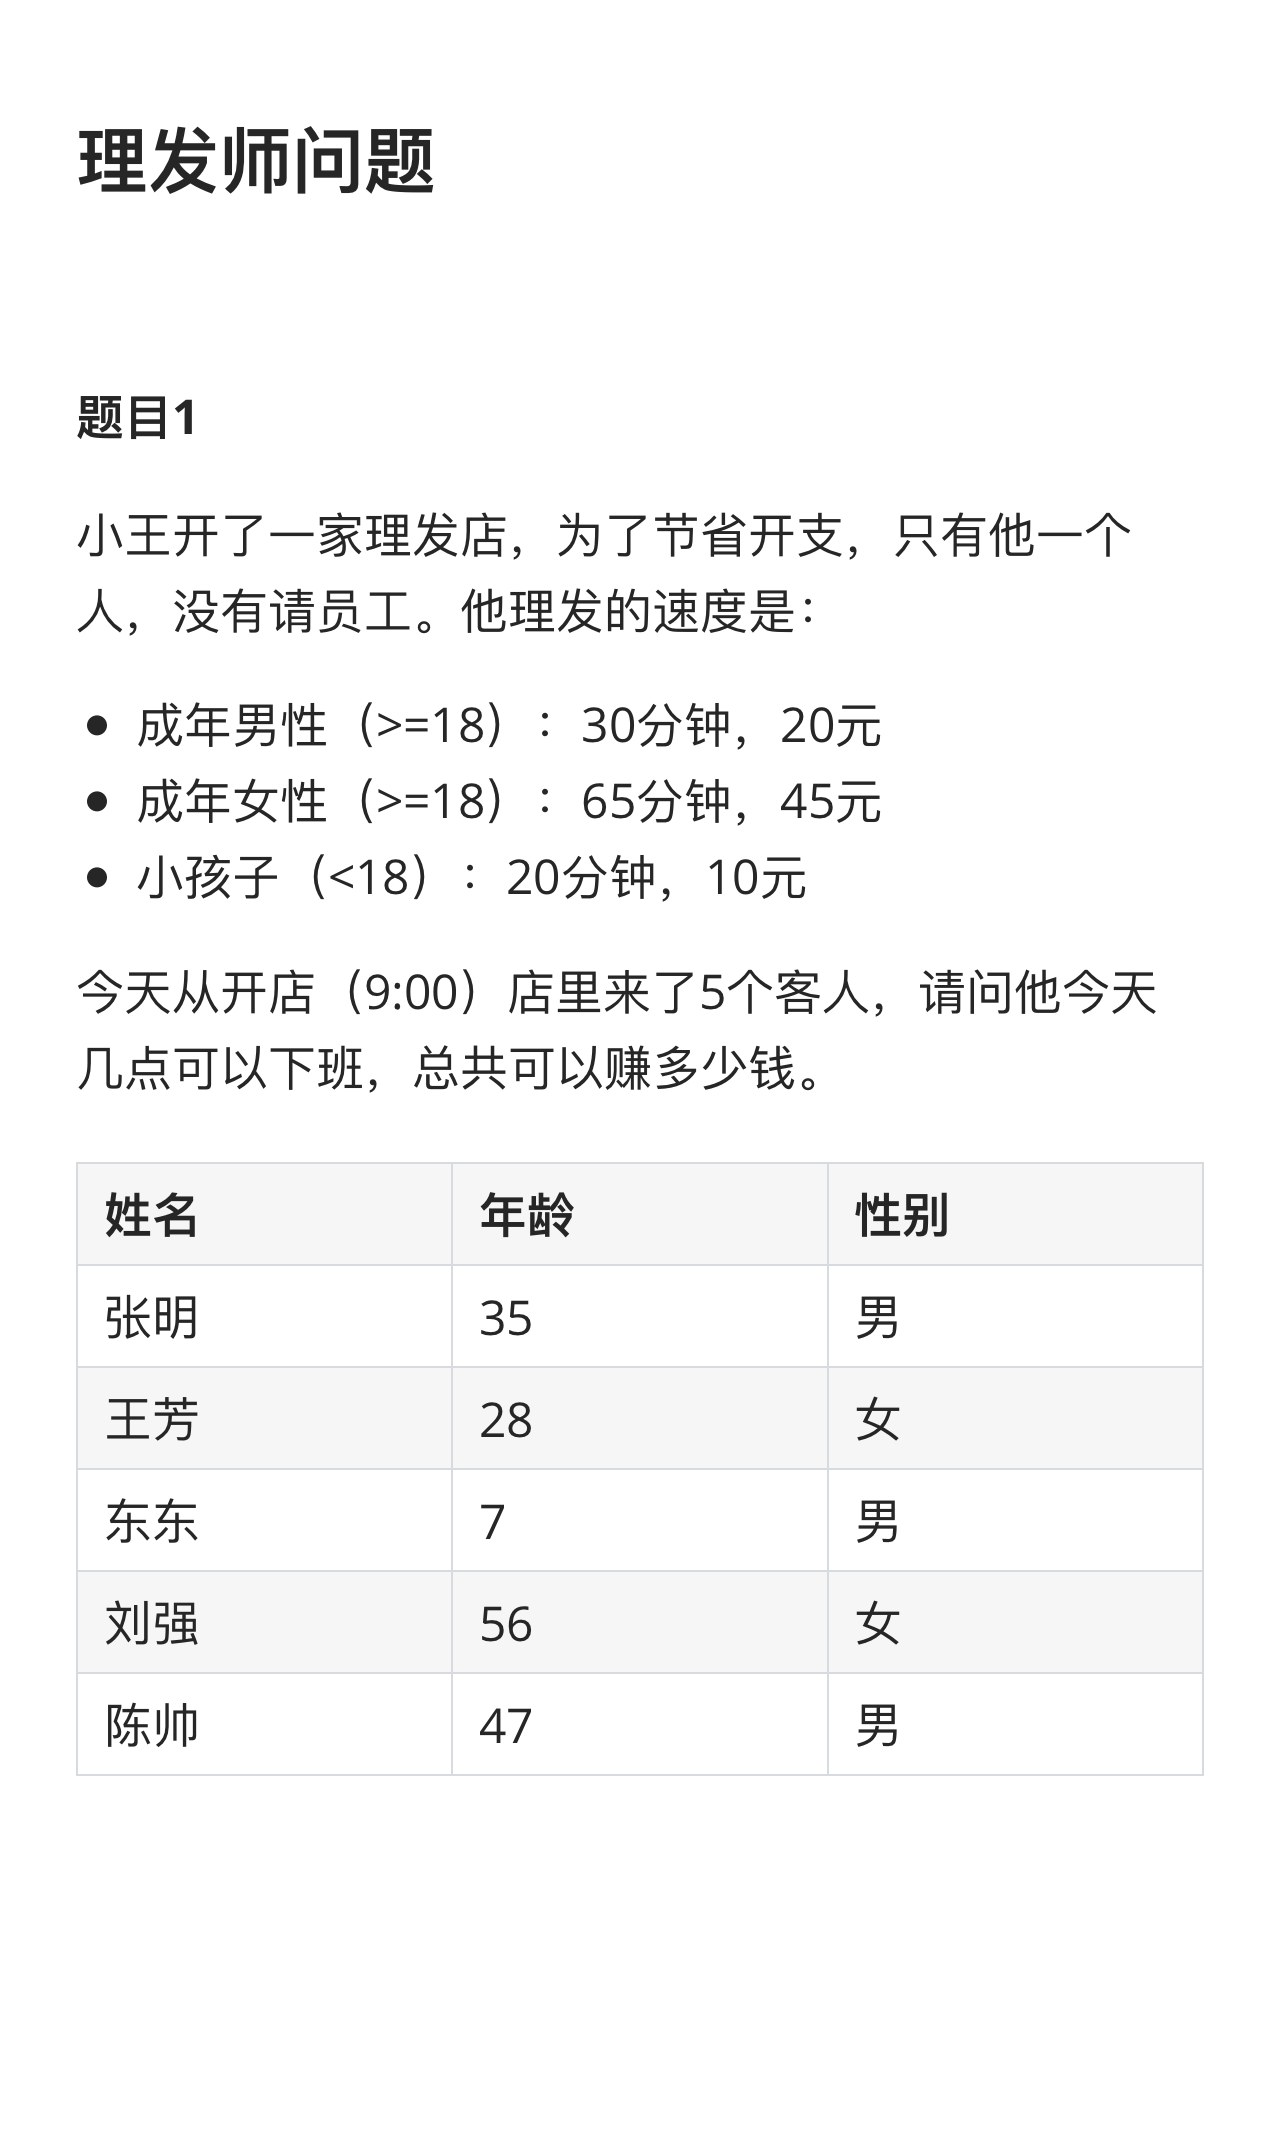 理发师问题
题目1
小王开了一家理发店，为了节省开支，只有他一个
人，没有请员工。他理发的速度是：
• 成年男性（>=18）：30分钟，20元
• 成年女性（>=18）：65分钟，45元
• 小孩子（<18）：20分钟，10元
今天从开店（9:00）店里来了5个客人，请问他今天
几点可以下班，总共可以赚多少钱。
姓名 年龄 性别
张明 35 男
王芳 28 女
东东 7 男
刘强 56 女
陈帅 47 男